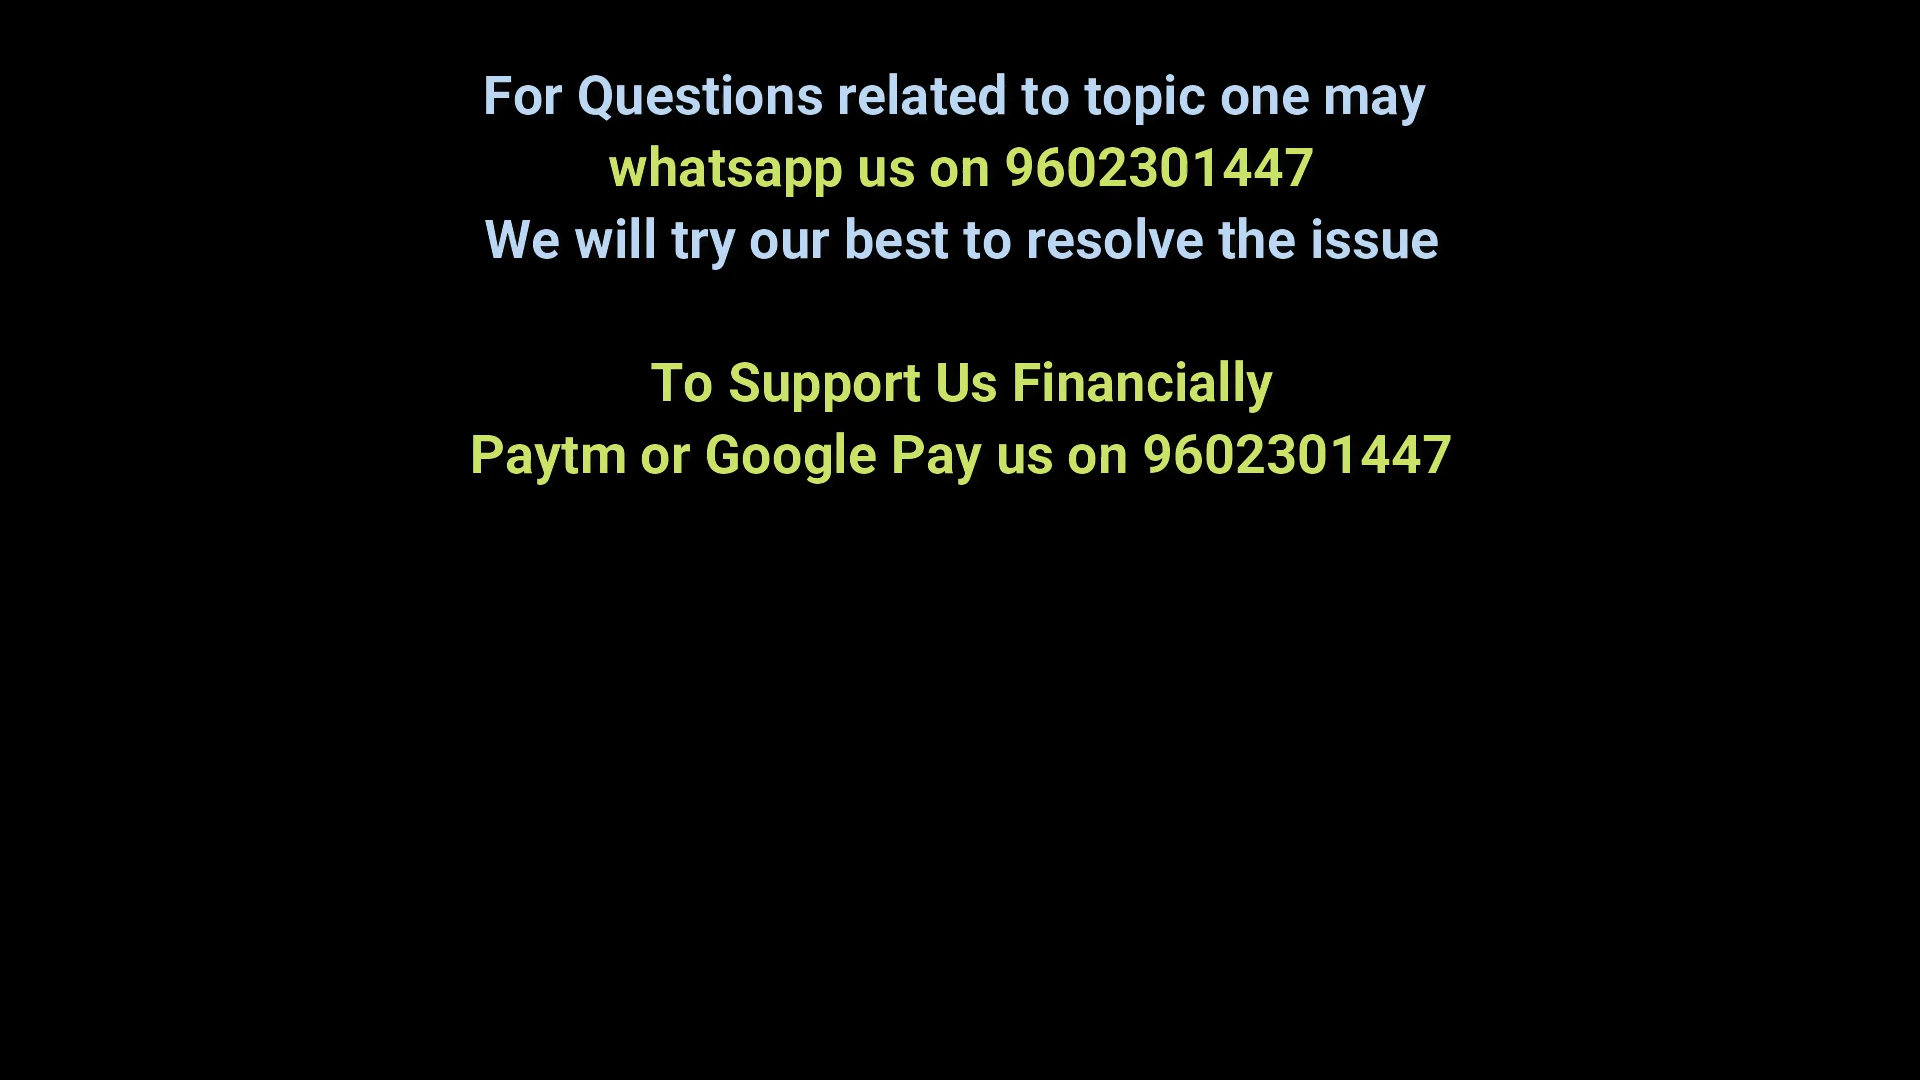 For Questions related to topic one may
whatsapp us on 9602301447
We will try our best to resolve the issue
To Support Us Financially
Paytm or Google Pay us on 9602301447